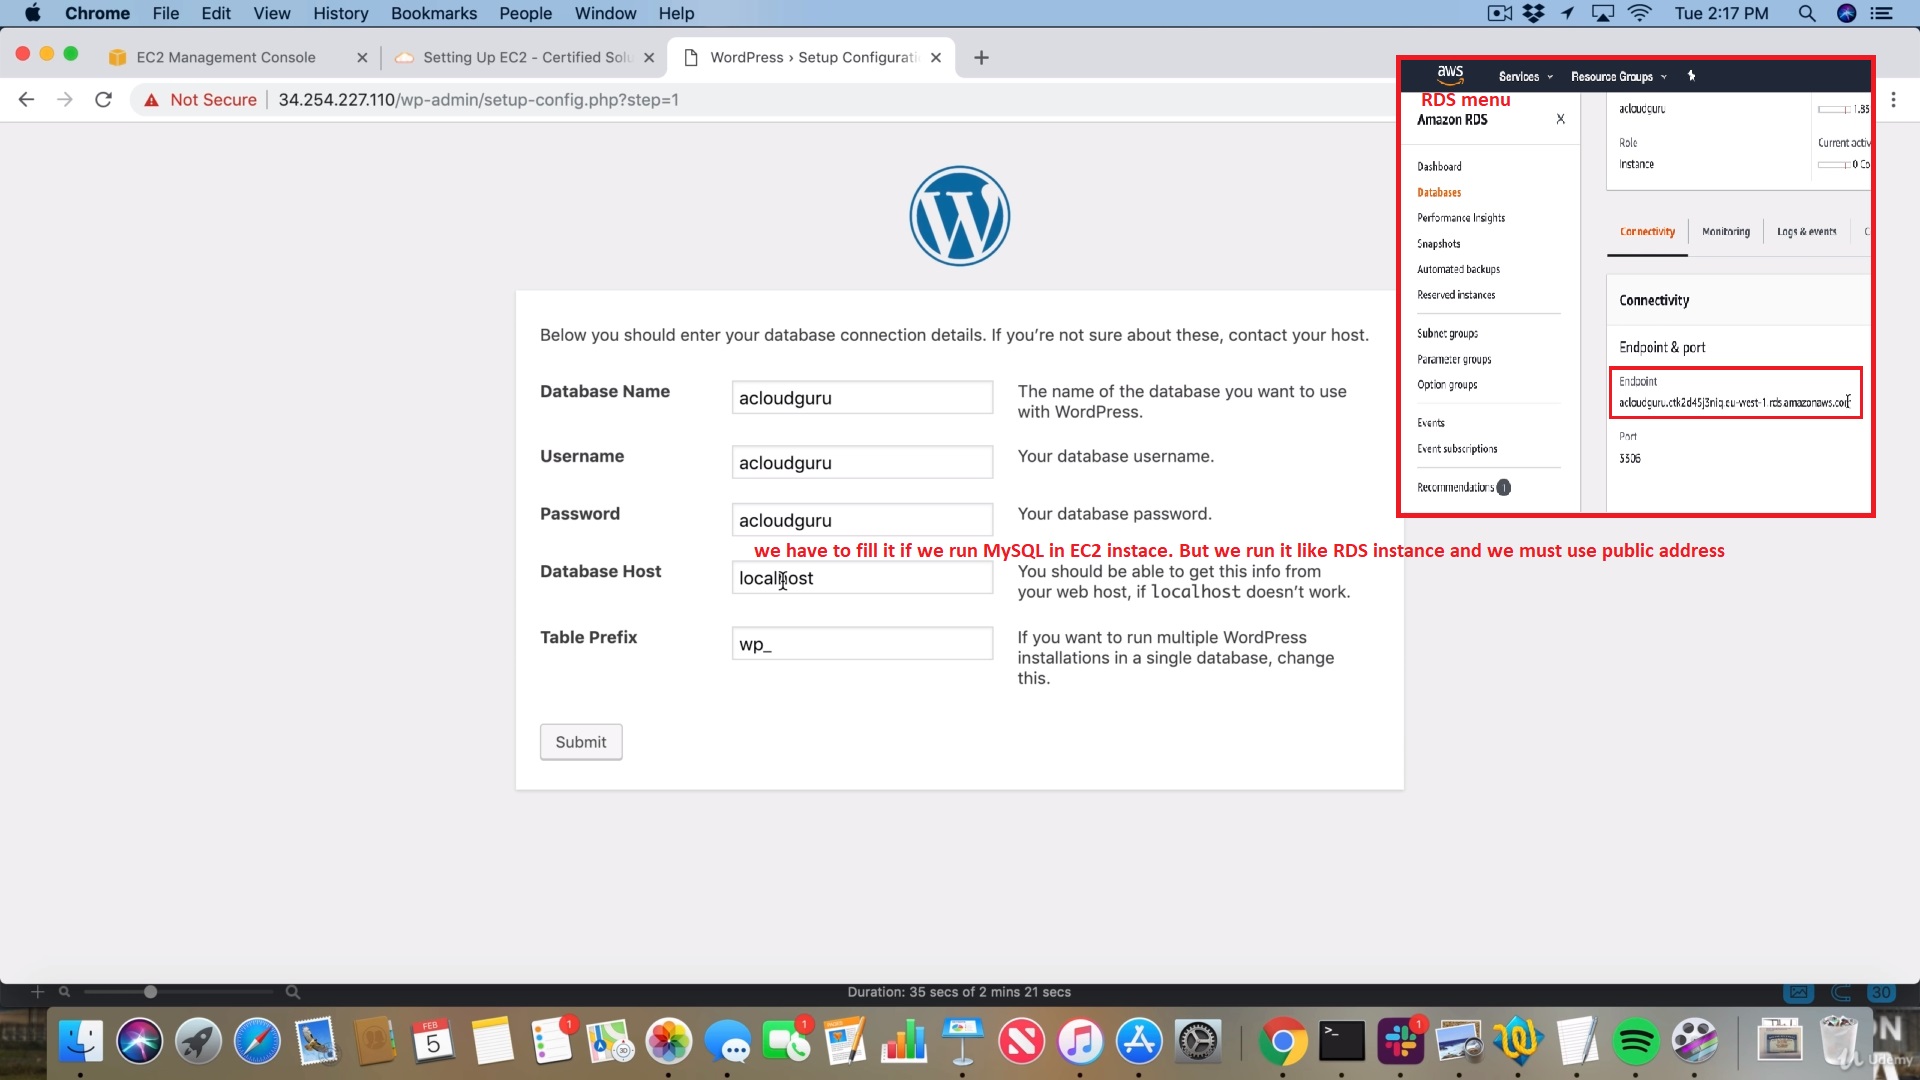 Chrome File Edit View History Bookmarks People Window Help
Tue 2:17 PM
EC2 Management Console
Setting Up EC2 - Certified Solu
WordPress › Setup Configurati
Not Secure
34.254.227.110/wp-admin/setup-config.php?step=1
aws
Services
Resource Groups
RDS menu
Amazon RDS
X
Dashboard
Databases
Performance Insights
Snapshots
Automated backups
Reserved instances
Subnet groups
Parameter groups
Option groups
Events
Event subscriptions
Recommendations
acloudguru
1.83
Role
Current activ
Instance
0 Co
Connectivity
Monitoring
Logs & events
C
Connectivity
Endpoint & port
Endpoint
Port
3306
W
Below you should enter your database connection details. If you're not sure about these, contact your host.
Database Name
acloudguru
The name of the database you want to use
with WordPress.
Username
acloudguru
Your database username.
Password
acloudguru
Your database password.
we have to fill it if we run MySQL in EC2 instace. But we run it like RDS instance and we must use public address
Database Host
localhost
You should be able to get this info from
your web host, if localhost doesn't work.
Table Prefix
wp_
If you want to run multiple WordPress
installations in a single database, change
this.
Submit
Duration: 35 secs of 2 mins 21 secs
30
FEB
5
1
3D
1
1
N
Udemy